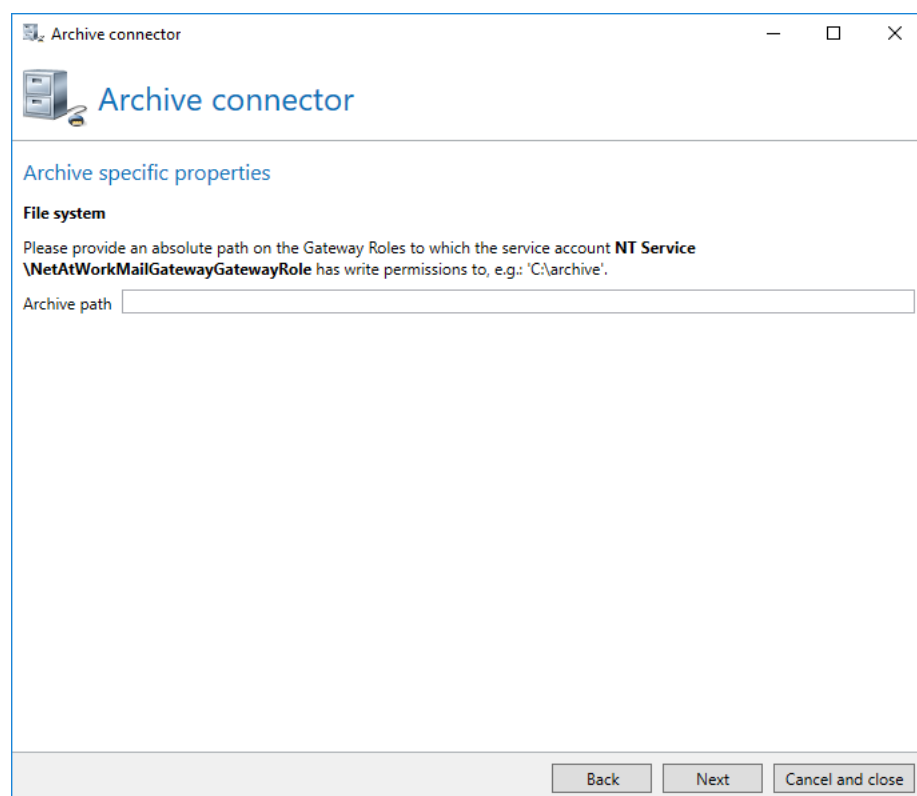 Archive connector
Archive connector
Archive specific properties
File system
Please provide an absolute path on the Gateway Roles to which the service account NT Service
\NetAtWorkMailGatewayGatewayRole has write permissions to, e.g.: 'C:\archive'.
Archive path
Back Next Cancel and close